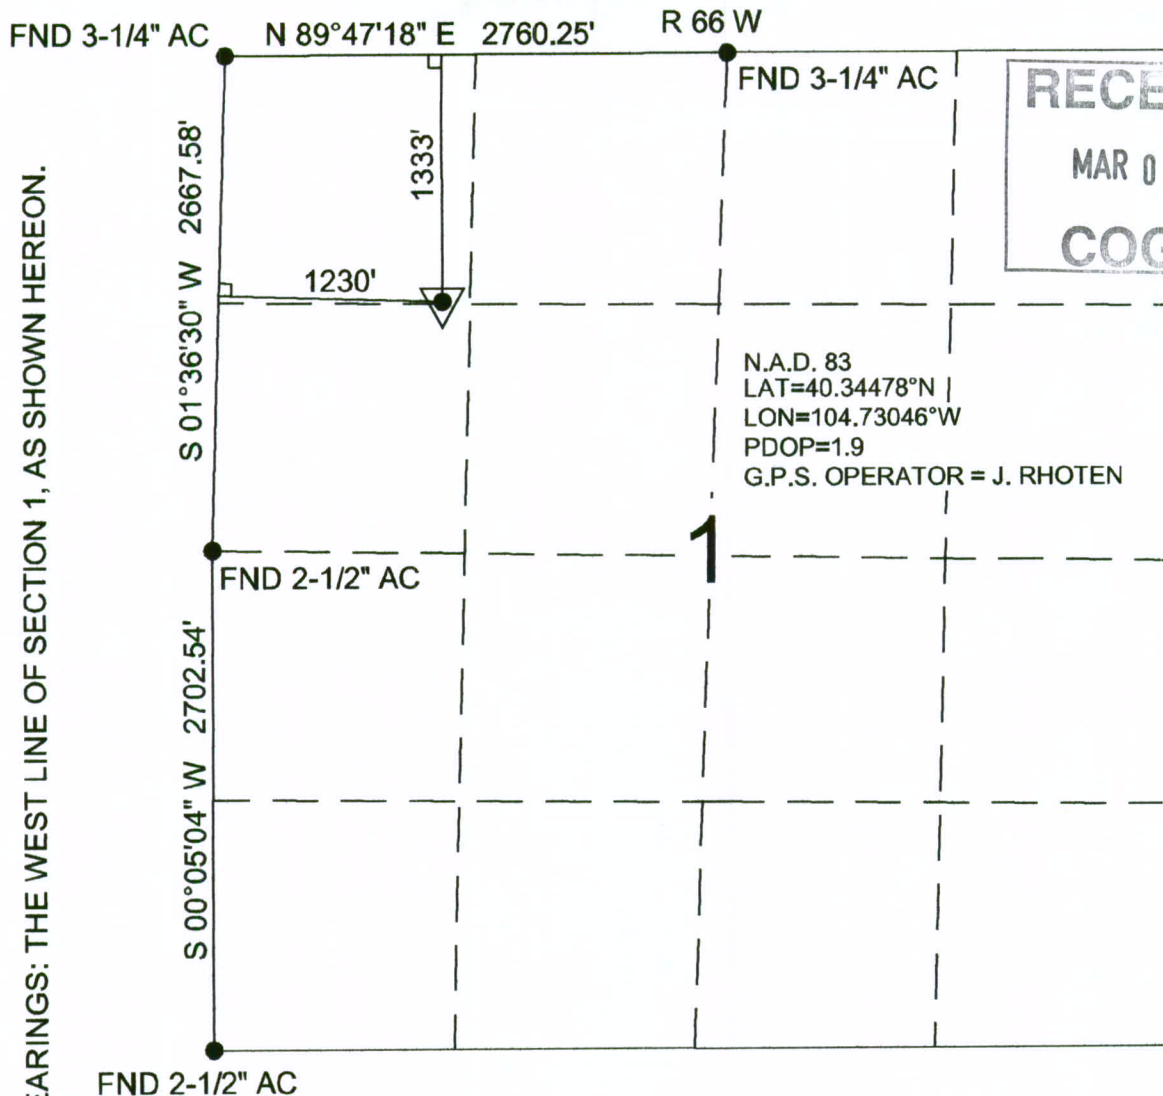 FND 3-1/4" AC
N 89°47'18" E 2760.25'
R 66 W
FND 3-1/4" AC
MAR 0
1333'
S 01°36'30" W 2667.58'
1230'
N.A.D. 83
LAT=40.34478°N
LON=104.73046°W
PDOP=1.9
G.P.S. OPERATOR = J. RHOTEN
1
FND 2-1/2" AC
S 00°05'04" W 2702.54'
FND 2-1/2" AC
EARINGS: THE WEST LINE OF SECTION 1, AS SHOWN HEREON.